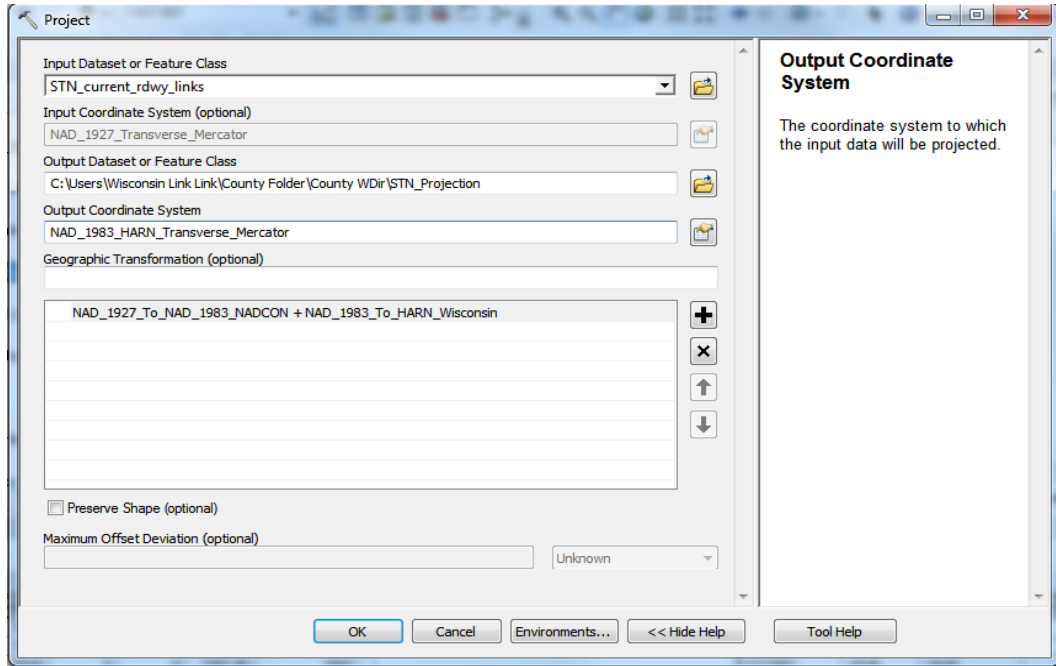 Project
Input Dataset or Feature Class
STN_current_rdwy_links
Input Coordinate System (optional)
NAD_1927_Transverse_Mercator
Output Dataset or Feature Class
C:\Users\Wisconsin Link Link\County Folder\County WDir\STN_Projection
Output Coordinate System
NAD_1983_HARN_Transverse_Mercator
Geographic Transformation (optional)
NAD_1927_To_NAD_1983_NADCON + NAD_1983_To_HARN_Wisconsin
Preserve Shape (optional)
Maximum Offset Deviation (optional)
Unknown
OK
Cancel
Environments...
<< Hide Help
Output Coordinate
System
The coordinate system to which
the input data will be projected.
Tool Help